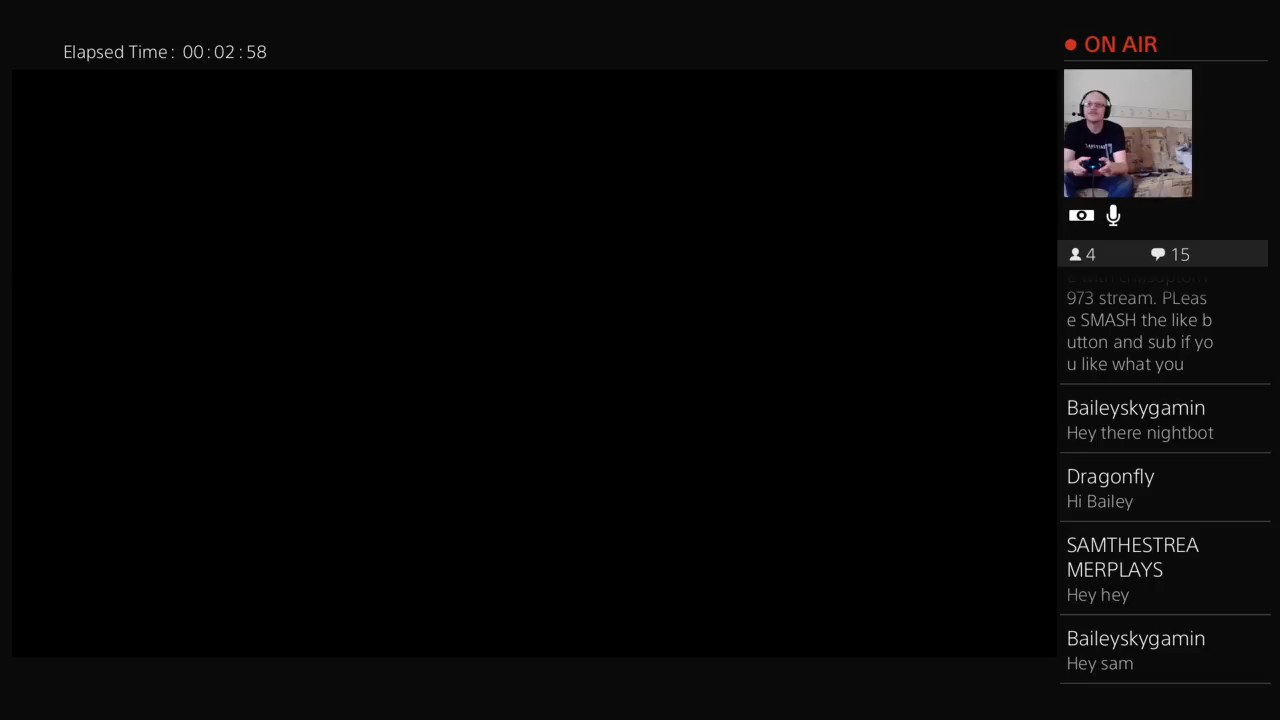 Elapsed Time: 00:02:58
ON AIR
4 15
973 stream. PLeas
e SMASH the like b
utton and sub if yo
u like what you
Baileyskygamin
Hey there nightbot
Dragonfly
Hi Bailey
SAMTHESTREA
MERPLAYS
Hey hey
Baileyskygamin
Hey sam